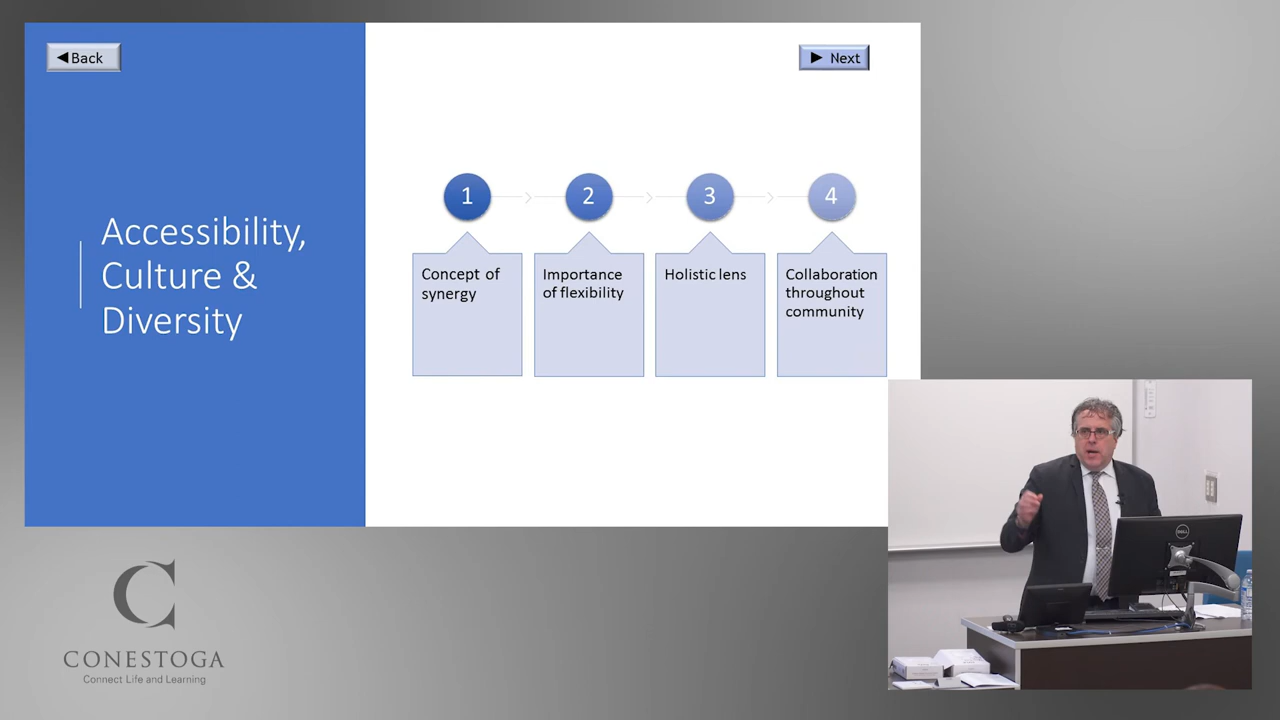 ◀Back
▶ Next
Accessibility,
Culture &
Diversity
1
2
3
4
Concept of
synergy
Importance
of flexibility
Holistic lens
Collaboration
throughout
community
DELL
C
CONESTOGA
Connect Life and Learning